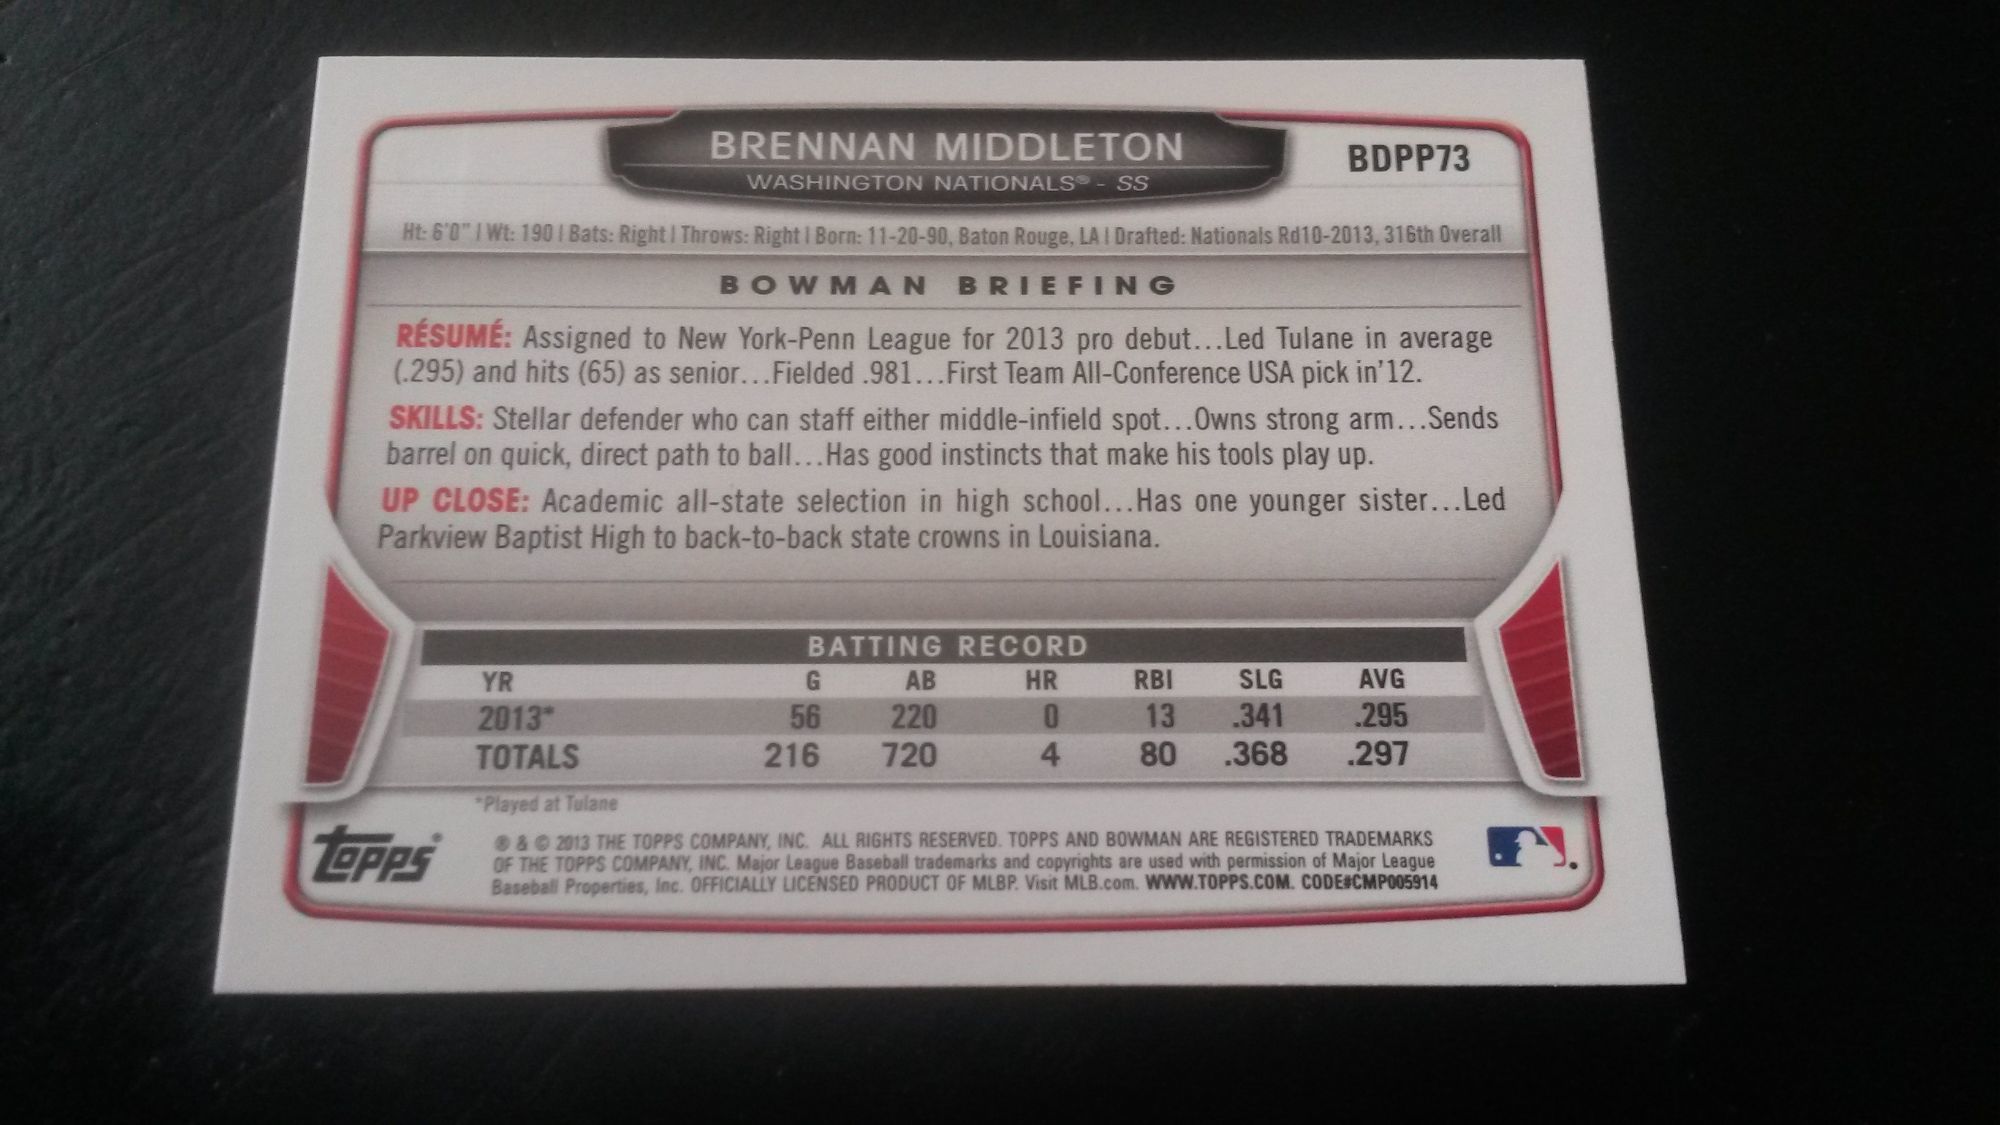 BRENNAN MIDDLETON
WASHINGTON NATIONALS® - SS
BDPP73
Ht: 6'0" | Wt: 190 | Bats: Right | Throws: Right | Born: 11-20-90, Baton Rouge, LA | Drafted: Nationals Rd10-2013, 316th Overall
BOWMAN BRIEFING
RÉSUMÉ: Assigned to New York-Penn League for 2013 pro debut...Led Tulane in average
(.295) and hits (65) as senior...Fielded .981...First Team All-Conference USA pick in'12.
SKILLS: Stellar defender who can staff either middle-infield spot...Owns strong arm...Sends
barrel on quick, direct path to ball...Has good instincts that make his tools play up.
UP CLOSE: Academic all-state selection in high school...Has one younger sister...Led
Parkview Baptist High to back-to-back state crowns in Louisiana.
BATTING RECORD
YR G AB HR RBI SLG AVG
2013* 56 220 0 13 .341 .295
TOTALS 216 720 4 80 .368 .297
*Played at Tulane
Topps®
® & © 2013 THE TOPPS COMPANY, INC. ALL RIGHTS RESERVED. TOPPS AND BOWMAN ARE REGISTERED TRADEMARKS
OF THE TOPPS COMPANY, INC. Major League Baseball trademarks and copyrights are used with permission of Major League
Baseball Properties, Inc. OFFICIALLY LICENSED PRODUCT OF MLBP. Visit MLB.com. WWW.TOPPS.COM. CODE#CMP005914